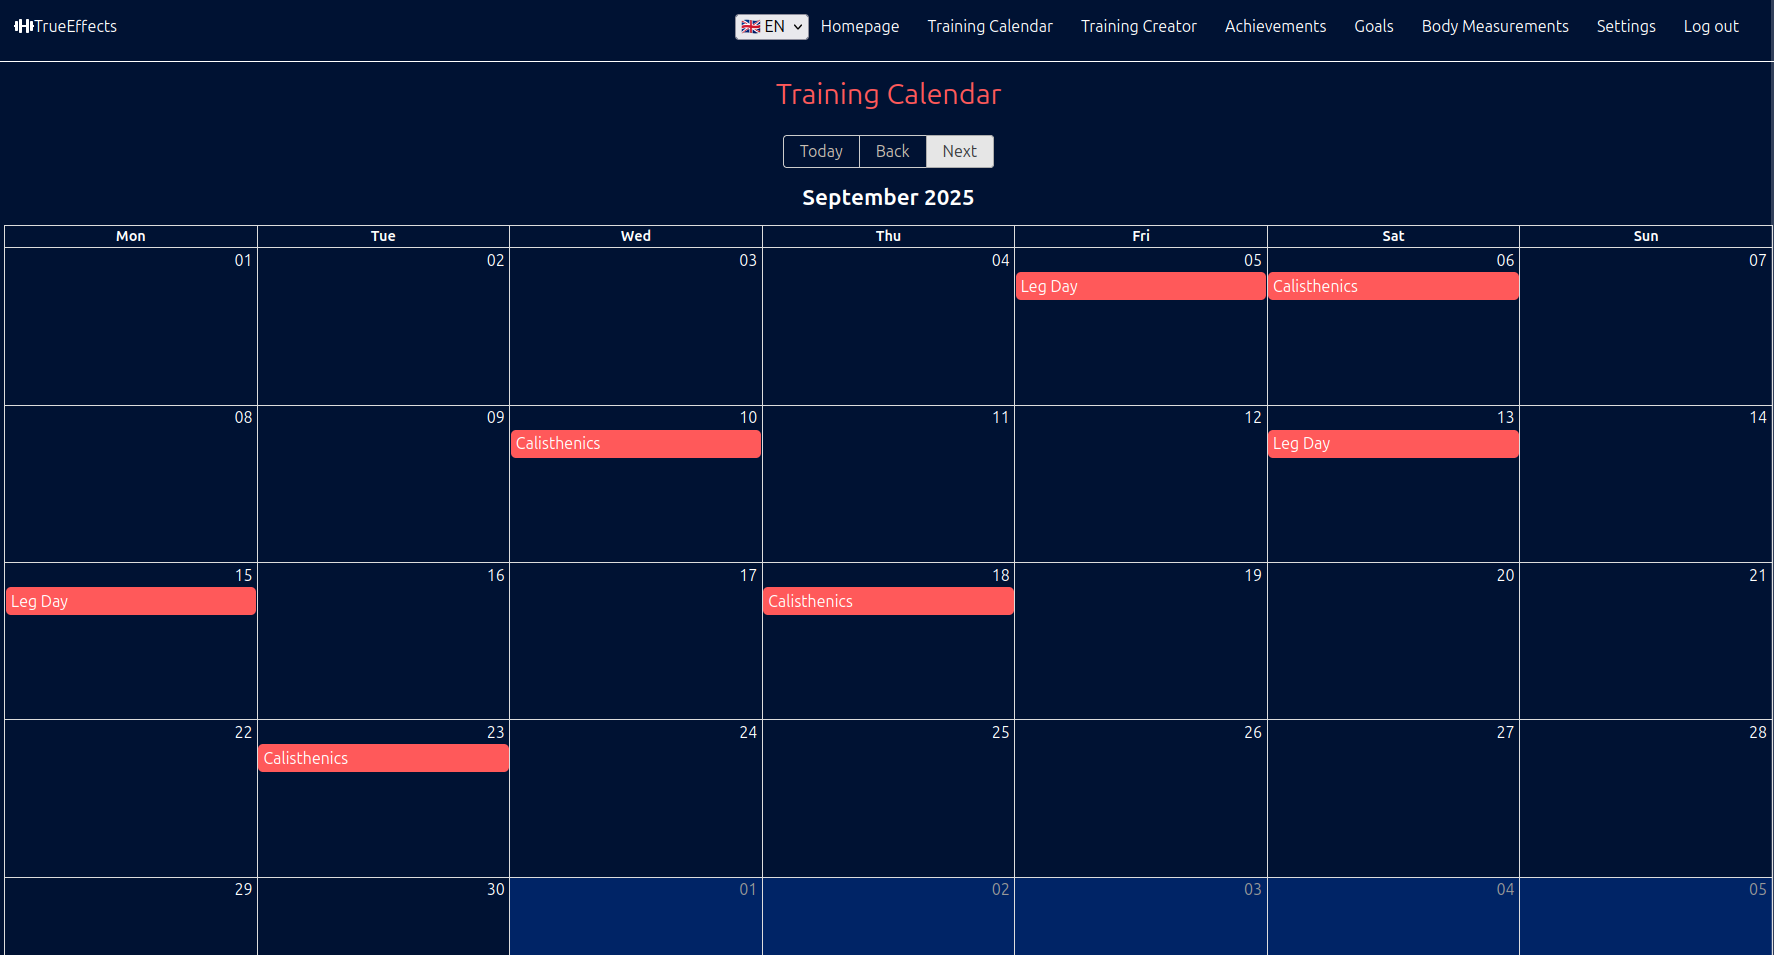 TrueEffects
🇬🇧 EN Homepage Training Calendar Training Creator Achievements Goals Body Measurements Settings Log out
Training Calendar
Today Back Next
September 2025
Mon Tue Wed Thu Fri Sat Sun
01 02 03 04 05 06 07
Leg Day Calisthenics
08 09 10 11 12 13 14
Calisthenics Leg Day
15 16 17 18 19 20 21
Leg Day Calisthenics
22 23 24 25 26 27 28
Calisthenics
29 30 01 02 03 04 05